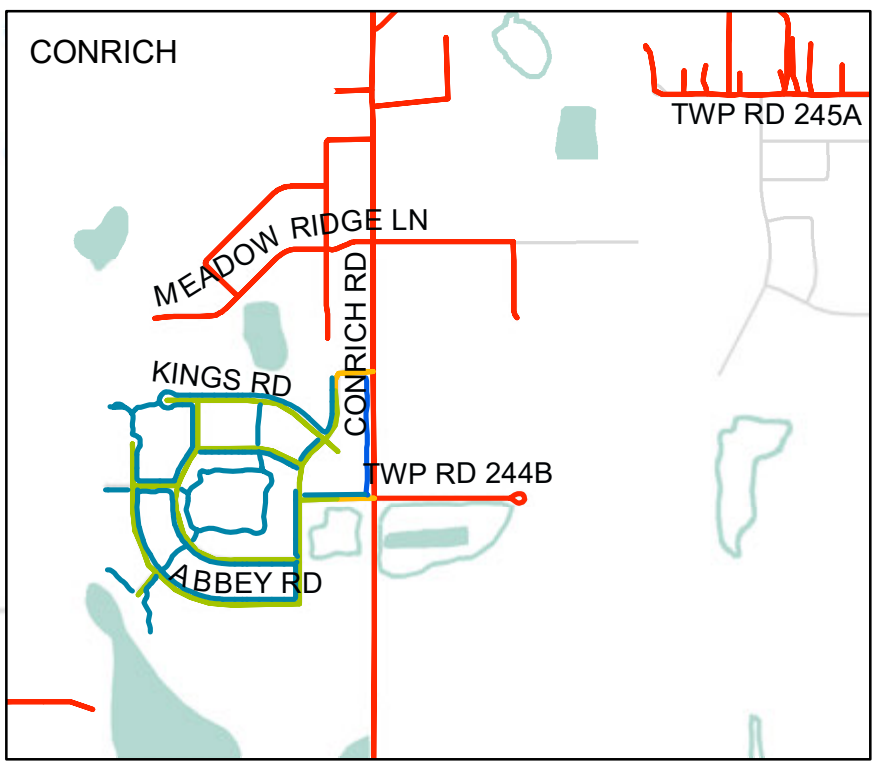 CONRICH
TWP RD 245A
MEADOW RIDGE LN
CONRICH RD
KINGS RD
TWP RD 244B
ABBEY RD